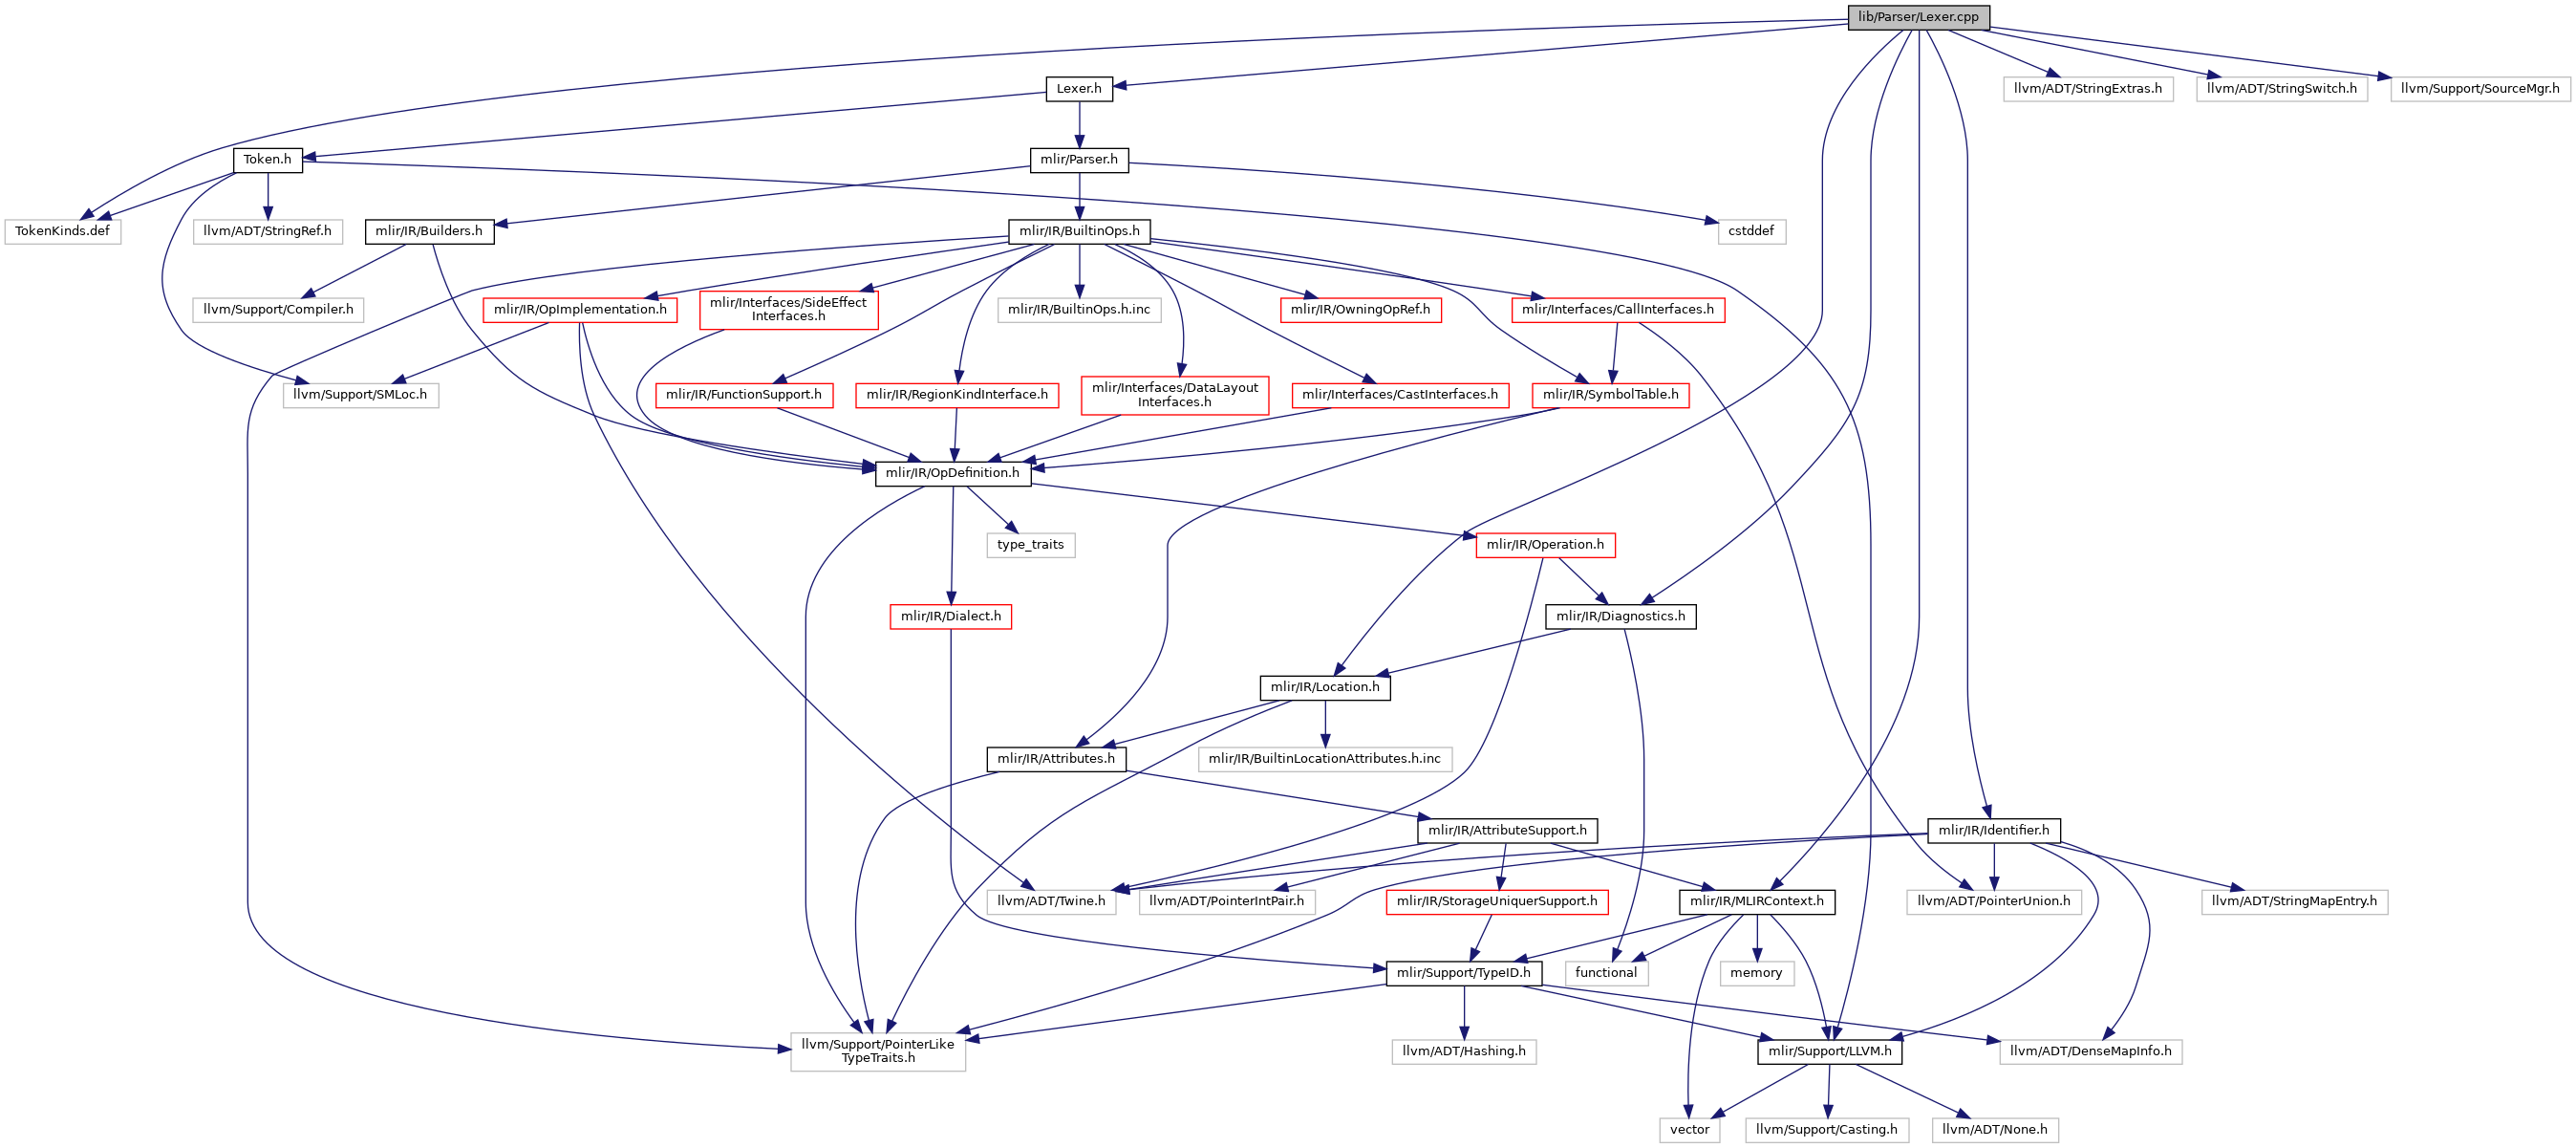 lib/Parser/Lexer.cpp
Lexer.h
llvm/ADT/StringExtras.h
llvm/ADT/StringSwitch.h
llvm/Support/SourceMgr.h
Token.h
mlir/Parser.h
TokenKinds.def
llvm/ADT/StringRef.h
mlir/IR/Builders.h
mlir/IR/BuiltinOps.h
cstddef
llvm/Support/Compiler.h
mlir/IR/OpImplementation.h
mlir/Interfaces/SideEffect
Interfaces.h
mlir/IR/BuiltinOps.h.inc
mlir/IR/OwningOpRef.h
mlir/Interfaces/CallInterfaces.h
llvm/Support/SMLoc.h
mlir/IR/FunctionSupport.h
mlir/IR/RegionKindInterface.h
mlir/Interfaces/DataLayout
Interfaces.h
mlir/Interfaces/CastInterfaces.h
mlir/IR/SymbolTable.h
mlir/IR/OpDefinition.h
type_traits
mlir/IR/Operation.h
mlir/IR/Dialect.h
mlir/IR/Diagnostics.h
mlir/IR/Location.h
mlir/IR/Attributes.h
mlir/IR/BuiltinLocationAttributes.h.inc
mlir/IR/AttributeSupport.h
mlir/IR/Identifier.h
llvm/ADT/Twine.h
llvm/ADT/PointerIntPair.h
mlir/IR/StorageUniquerSupport.h
mlir/IR/MLIRContext.h
llvm/ADT/PointerUnion.h
llvm/ADT/StringMapEntry.h
mlir/Support/TypeID.h
functional
memory
llvm/Support/PointerLike
TypeTraits.h
llvm/ADT/Hashing.h
mlir/Support/LLVM.h
llvm/ADT/DenseMapInfo.h
vector
llvm/Support/Casting.h
llvm/ADT/None.h